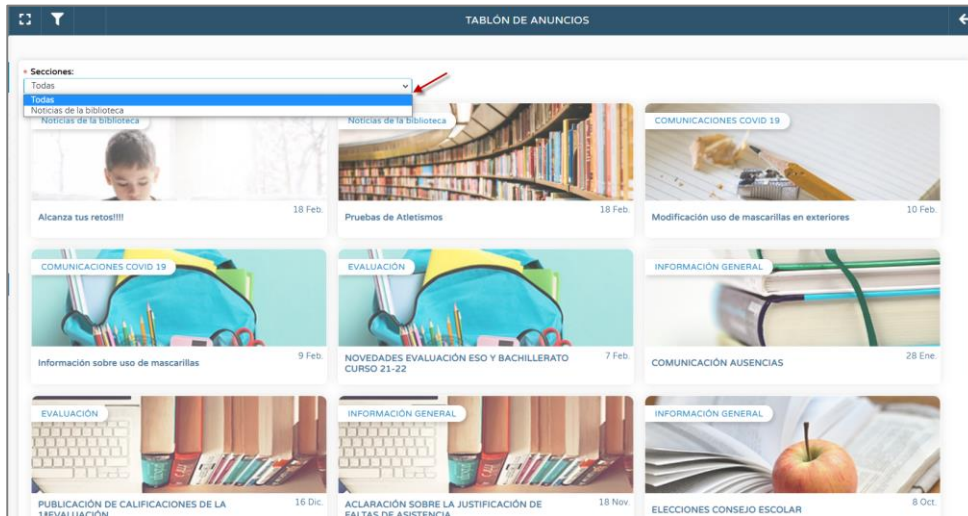 TABLÓN DE ANUNCIOS
* Secciones:
Todas
Todas
Noticias de la biblioteca
Noticias de la biblioteca
Alcanza tus retos!!!!
18 Feb.
Noticias de la biblioteca
Pruebas de Atletismos
18 Feb.
COMUNICACIONES COVID 19
Modificación uso de mascarillas en exteriores
10 Feb.
COMUNICACIONES COVID 19
Información sobre uso de mascarillas
9 Feb.
EVALUACIÓN
NOVEDADES EVALUACIÓN ESO Y BACHILLERATO
CURSO 21-22
7 Feb.
INFORMACIÓN GENERAL
COMUNICACIÓN AUSENCIAS
28 Ene.
EVALUACIÓN
PUBLICACIÓN DE CALIFICACIONES DE LA
1ªEVALUACIÓN
16 Dic.
INFORMACIÓN GENERAL
ACLARACIÓN SOBRE LA JUSTIFICACIÓN DE
FALTAS DE ASISTENCIA
18 Nov.
INFORMACIÓN GENERAL
ELECCIONES CONSEJO ESCOLAR
8 Oct.